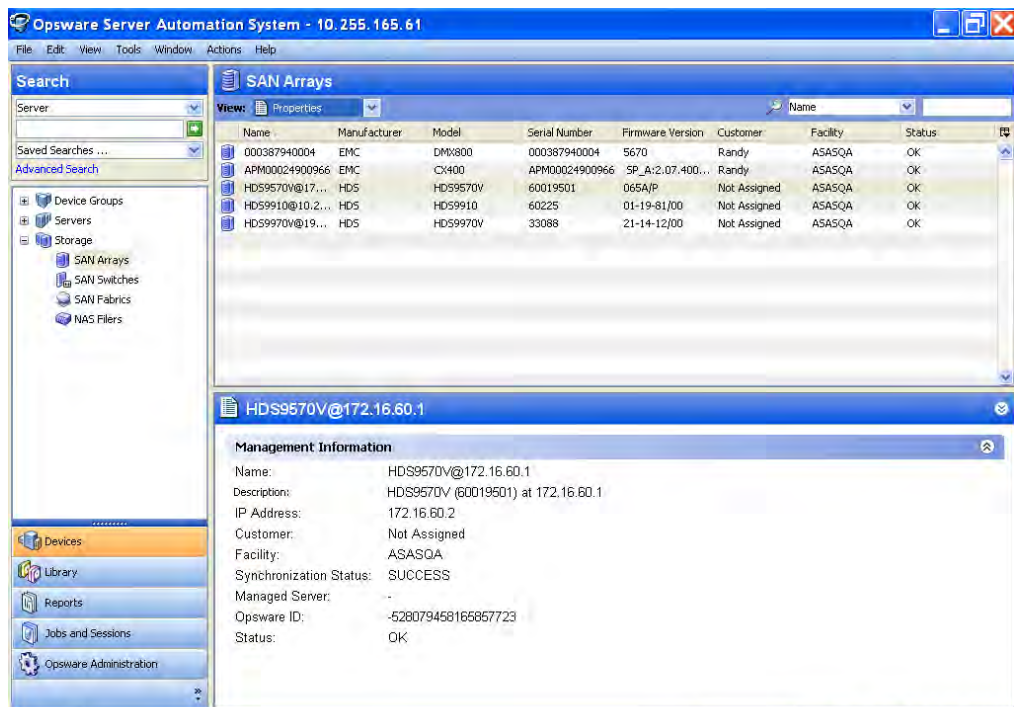 Opsware Server Automation System - 10.255.165.61
File Edit View Tools Window Actions Help
Search
Server
Saved Searches ...
Advanced Search
Device Groups
Servers
Storage
SAN Arrays
SAN Switches
SAN Fabrics
NAS Filers
Devices
Library
Reports
Jobs and Sessions
Opsware Administration
SAN Arrays
View: Properties Name
Name Manufacturer Model Serial Number Firmware Version Customer Facility Status
000387940004 EMC DMX800 000387940004 5670 Randy ASASQA OK
APM00024900966 EMC CX400 APM00024900966 SP_A:2.07.400... Randy ASASQA OK
HDS9570V@17... HDS HDS9570V 60019501 065A/P Not Assigned ASASQA OK
HDS9910@10.2... HDS HDS9910 60225 01-19-81/00 Not Assigned ASASQA OK
HDS9970V@19... HDS HDS9970V 33088 21-14-12/00 Not Assigned ASASQA OK
HDS9570V@172.16.60.1
Management Information
Name: HDS9570V@172.16.60.1
Description: HDS9570V (60019501) at 172.16.60.1
IP Address: 172.16.60.2
Customer: Not Assigned
Facility: ASASQA
Synchronization Status: SUCCESS
Managed Server: -
Opsware ID: -528079458165857723
Status: OK